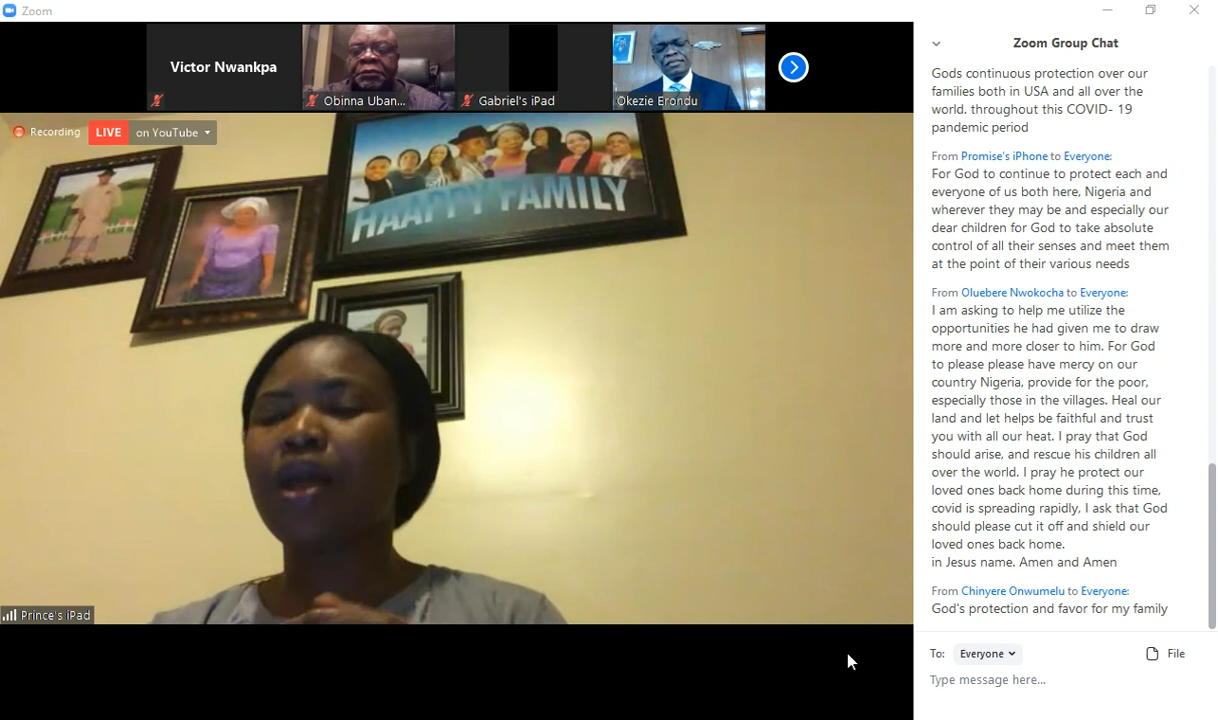 Zoom
Victor Nwankpa
Obinna Uban...
Gabriel's iPad
Okezie Erondu
Recording
LIVE on YouTube
HAAPPY FAMILY
Prince's iPad
Zoom Group Chat
Gods continuous protection over our
families both in USA and all over the
world. throughout this COVID- 19
pandemic period
From Promise's iPhone to Everyone:
For God to continue to protect each and
everyone of us both here, Nigeria and
wherever they may be and especially our
dear children for God to take absolute
control of all their senses and meet them
at the point of their various needs
From Oluebere Nwokocha to Everyone:
I am asking to help me utilize the
opportunities he had given me to draw
more and more closer to him. For God
to please please have mercy on our
country Nigeria, provide for the poor,
especially those in the villages. Heal our
land and let helps be faithful and trust
you with all our heat. I pray that God
should arise, and rescue his children all
over the world. I pray he protect our
loved ones back home during this time,
covid is spreading rapidly, I ask that God
should please cut it off and shield our
loved ones back home.
in Jesus name. Amen and Amen
From Chinyere Onwumelu to Everyone:
God's protection and favor for my family
To: Everyone
File
Type message here...